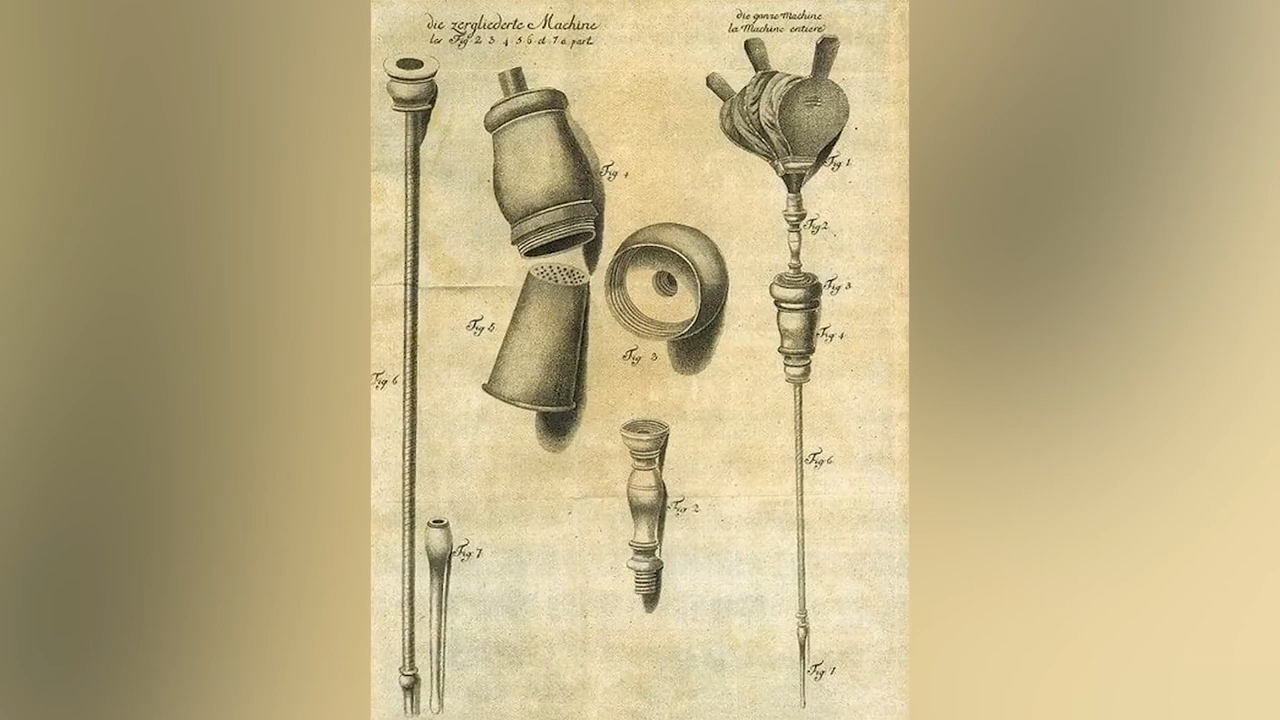 die zergliederte Machine
les Fig 2 3 4 5 6 et 7 a part
die ganze Machine
la Machine entiere
Fig 1
Fig 4
Fig 2
Fig 3
Fig 5
Fig 4
Fig 3
Fig 6
Fig 6
Fig 2
Fig 7
Fig 7